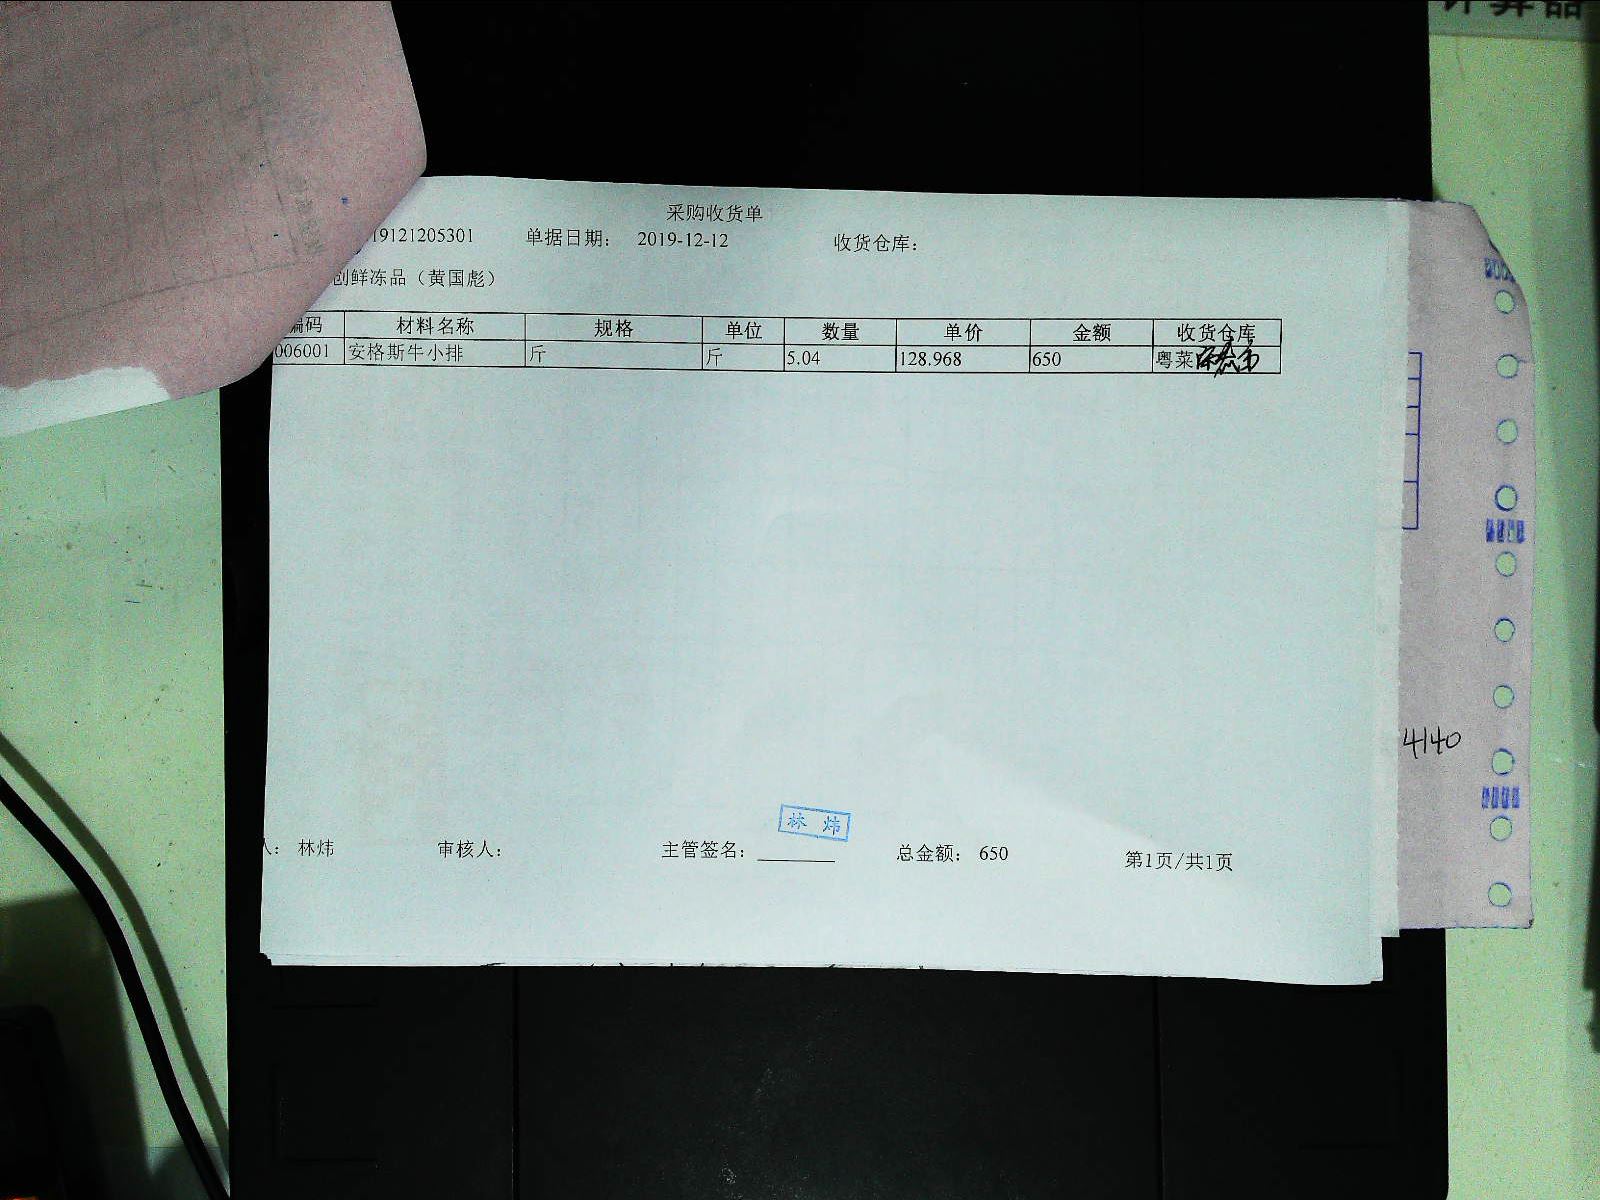 计算器
采购收货单
19121205301 单据日期： 2019-12-12 收货仓库：
创鲜冻品（黄国彪）
编码 材料名称 规格 单位 数量 单价 金额 收货仓库
006001 安格斯牛小排 斤 斤 5.04 128.968 650 粤菜
4140
林炜
人： 林炜 审核人： 主管签名： 总金额： 650 第1页/共1页